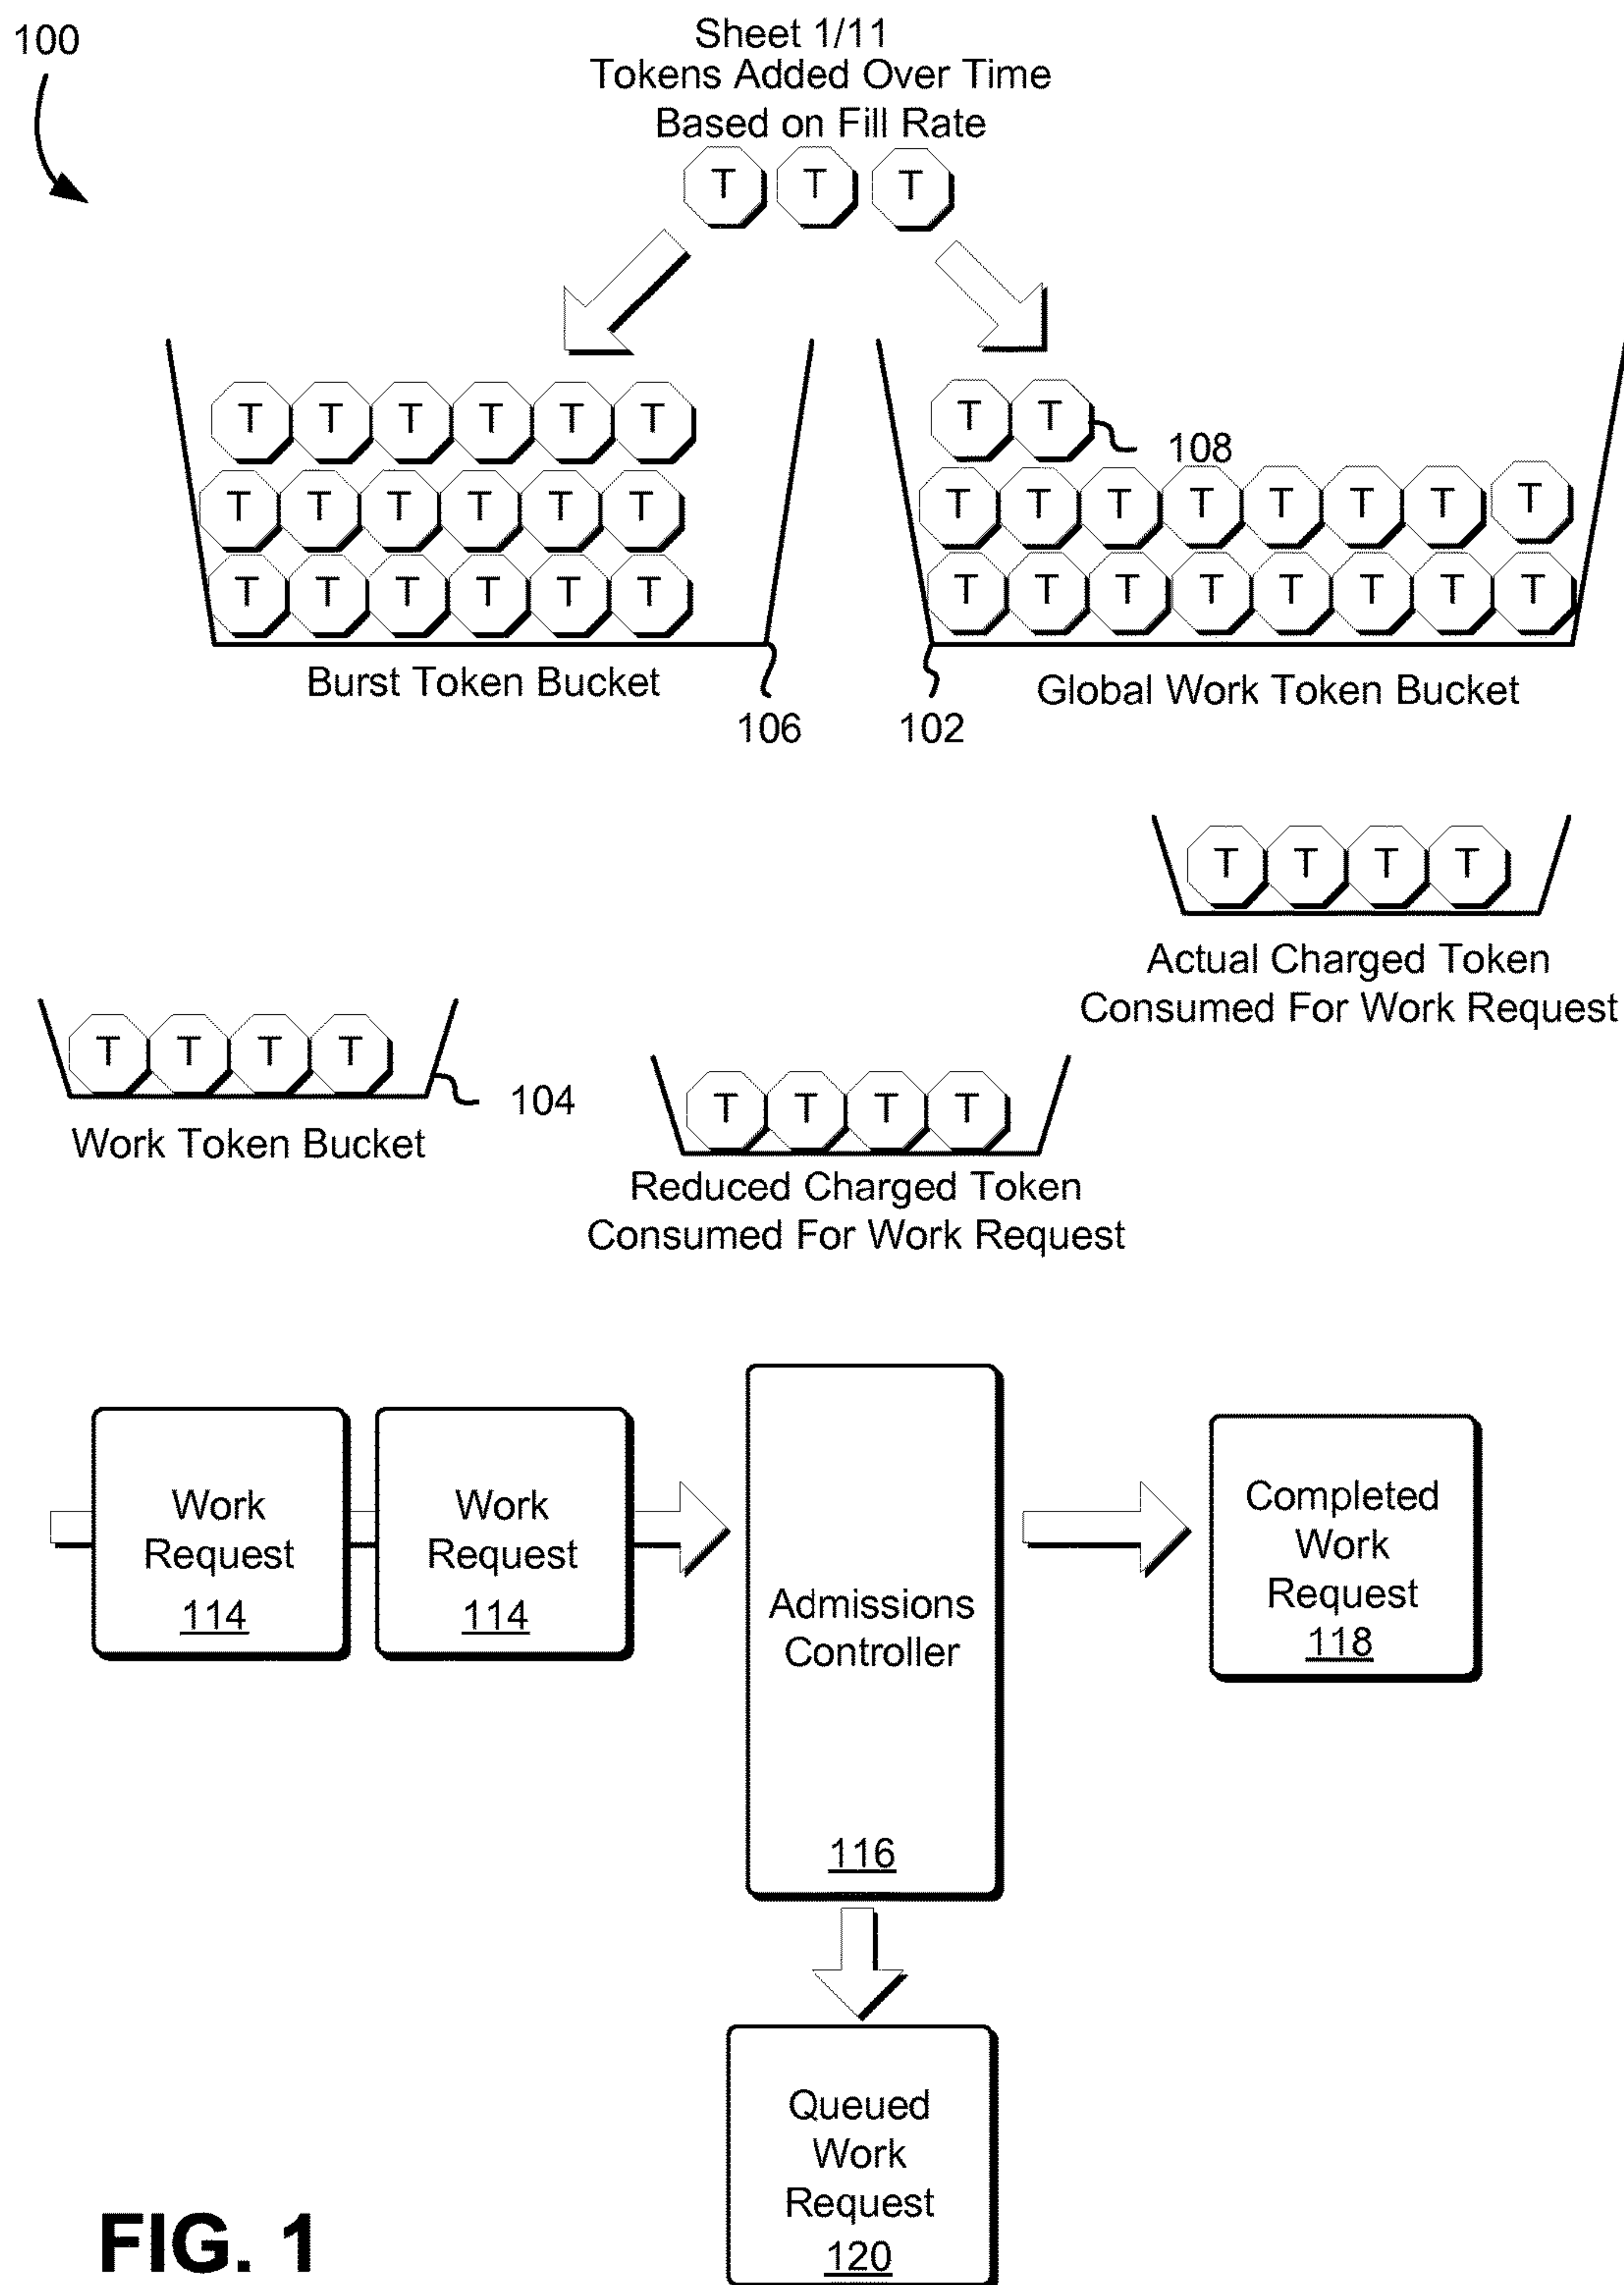 100
Sheet 1/11
Tokens Added Over Time
Based on Fill Rate
T T T
T T T T T T
T T
108
T T T T T T
T T T T T T T T
T T T T T T
T T T T T T T T
Burst Token Bucket
Global Work Token Bucket
106
102
T T T T
Actual Charged Token
Consumed For Work Request
T T T T
104
Work Token Bucket
T T T T
Reduced Charged Token
Consumed For Work Request
Work
Request
114
Work
Request
114
Admissions
Controller
116
Completed
Work
Request
118
Queued
Work
Request
120
FIG. 1